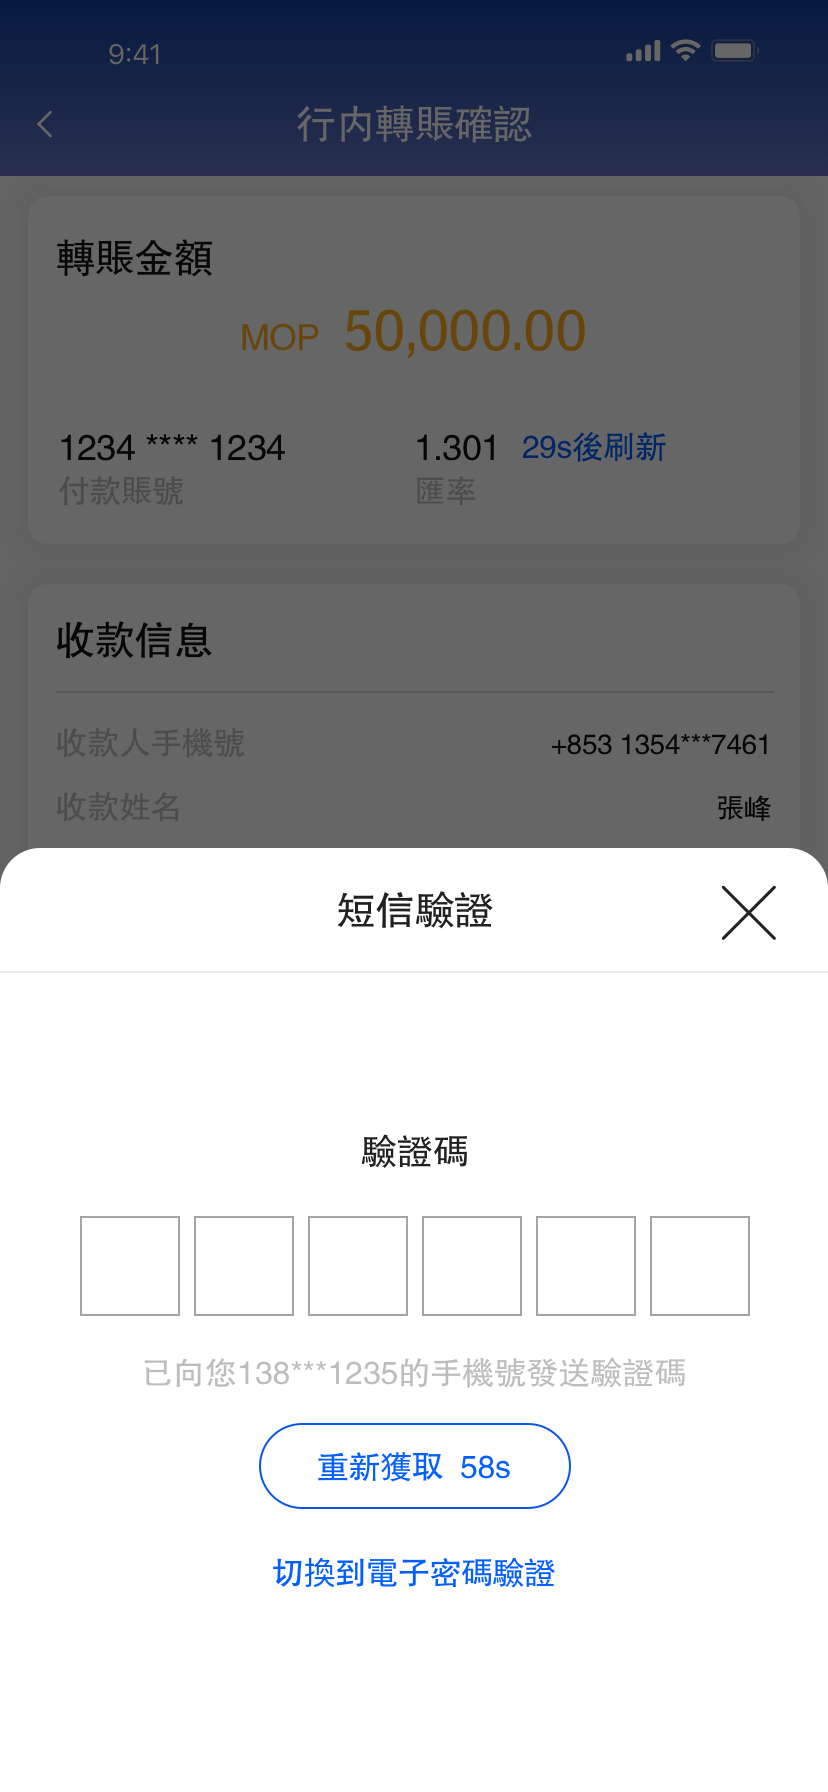 9:41
行内轉賬確認
轉賬金額
MOP 50,000.00
1234 **** 1234 1.301 29s後刷新
付款賬號 匯率
收款信息
收款人手機號 +853 1354***7461
收款姓名 張峰
短信驗證
驗證碼
已向您138***1235的手機號發送驗證碼
重新獲取 58s
切換到電子密碼驗證